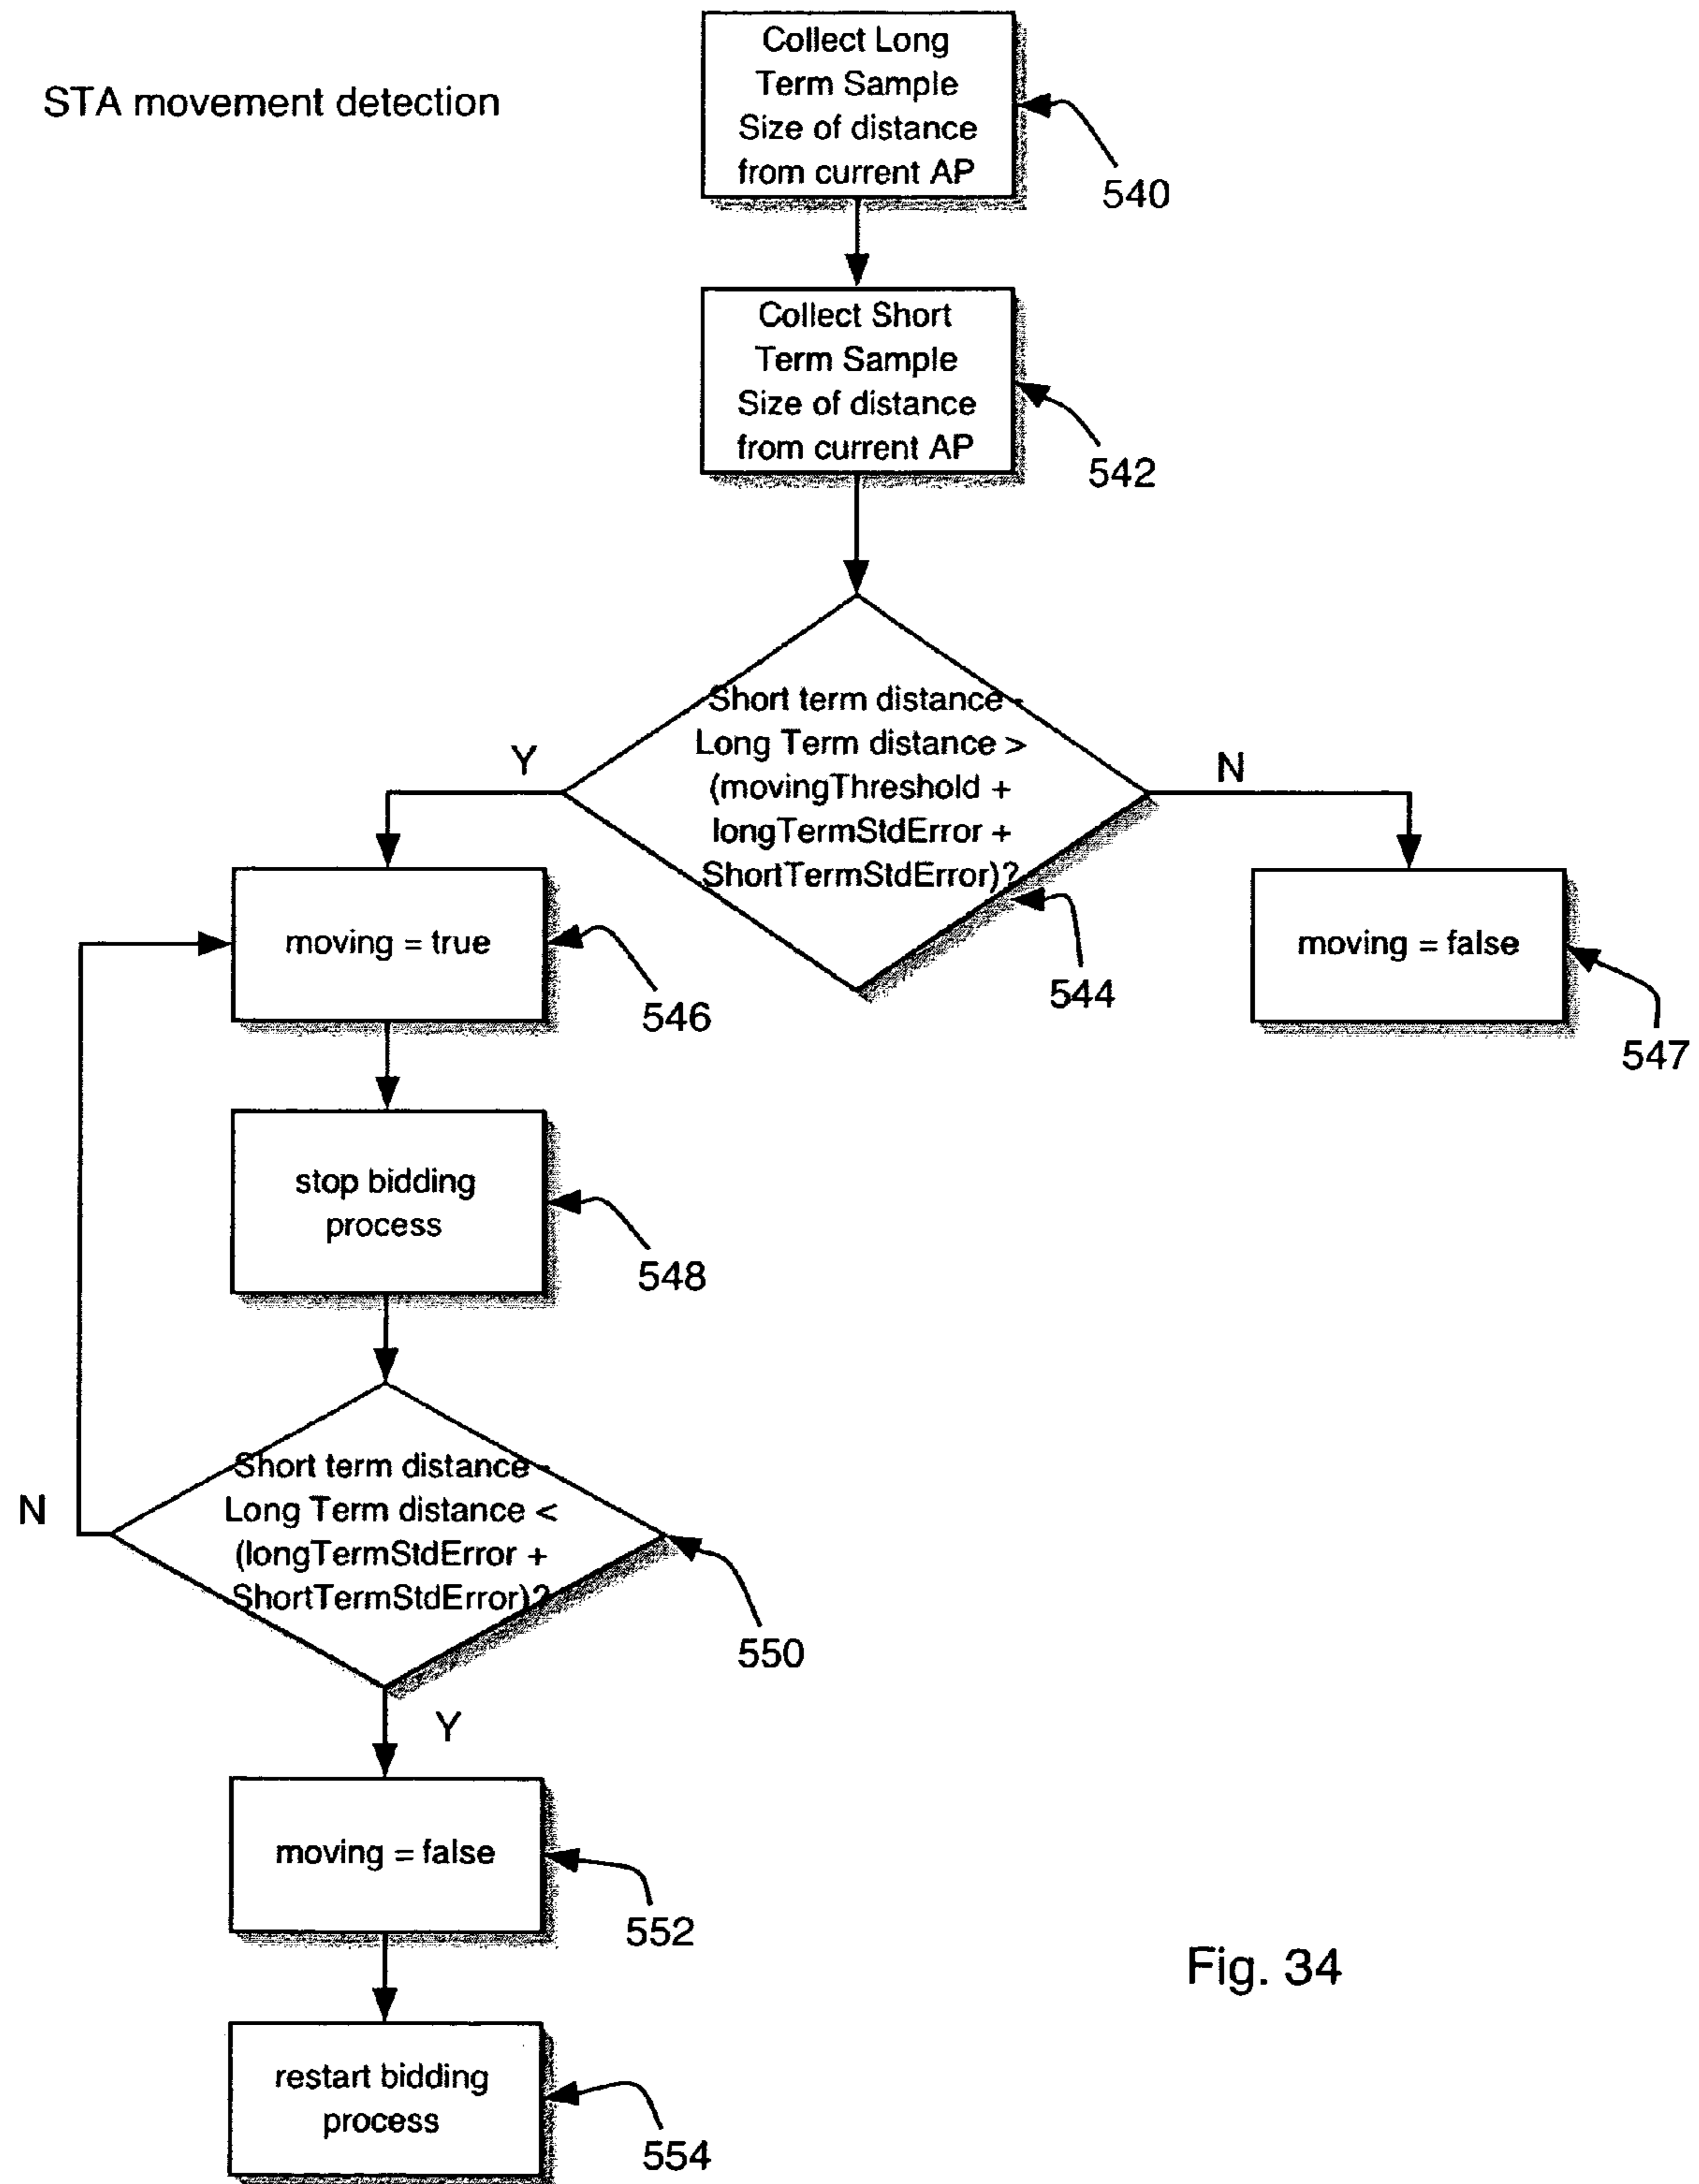 STA movement detection
Collect Long
Term Sample
Size of distance
from current AP
540
Collect Short
Term Sample
Size of distance
from current AP
542
Short term distance -
Long Term distance >
(movingThreshold +
longTermStdError +
ShortTermStdError)?
Y
N
544
moving = true
546
moving = false
547
stop bidding
process
548
Short term distance -
Long Term distance <
(longTermStdError +
ShortTermStdError)?
N
550
Y
moving = false
552
restart bidding
process
554
Fig. 34